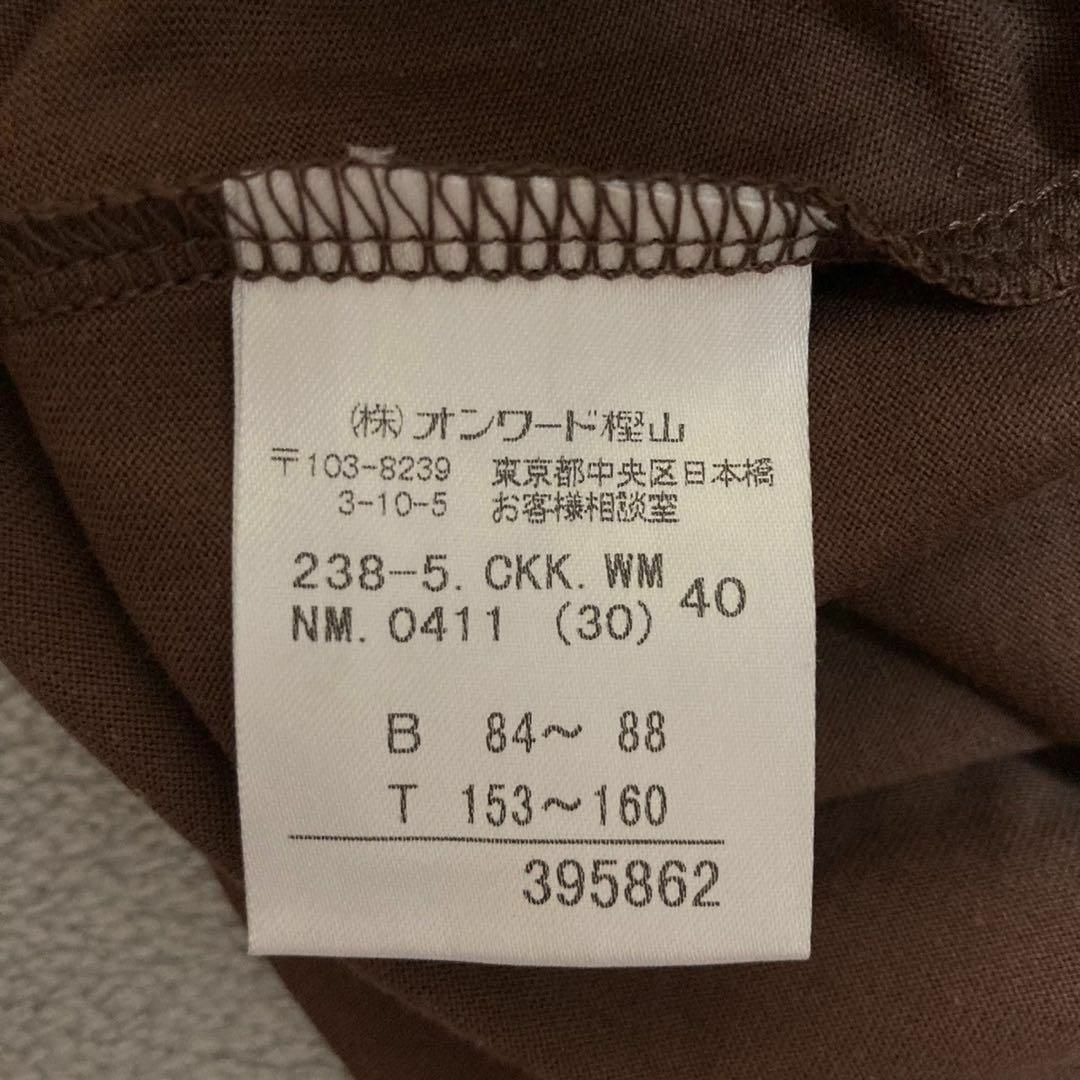 (株)オンワード樫山
〒103-8239 東京都中央区日本橋
3-10-5 お客様相談室
238-5. CKK. WM
NM. 0411 (30) 40
B 84~ 88
T 153~160
395862